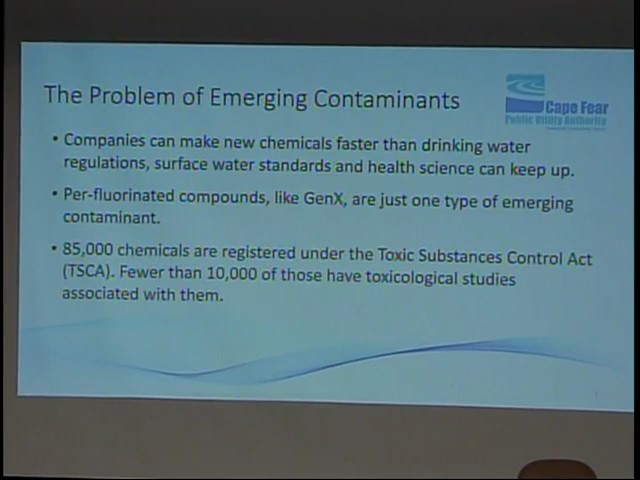 The Problem of Emerging Contaminants
Cape Fear
Public Utility Authority
• Companies can make new chemicals faster than drinking water
regulations, surface water standards and health science can keep up.
• Per-fluorinated compounds, like GenX, are just one type of emerging
contaminant.
• 85,000 chemicals are registered under the Toxic Substances Control Act
(TSCA). Fewer than 10,000 of those have toxicological studies
associated with them.